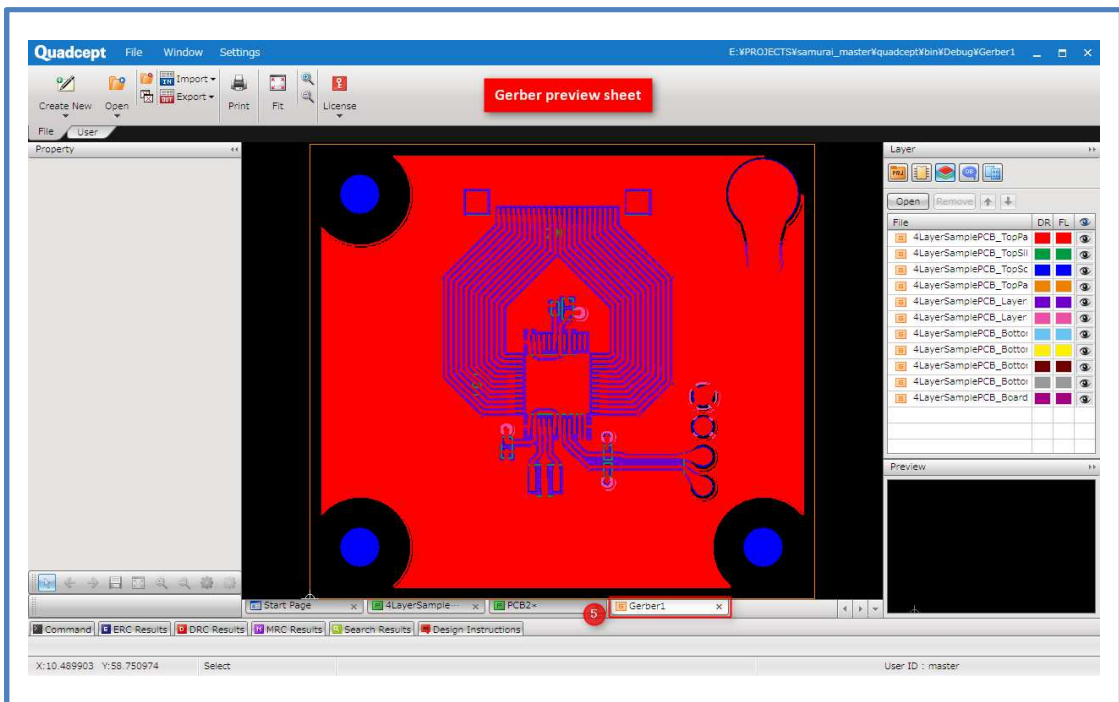 Quadcept File Window Settings E:¥PROJECTS¥samurai_master¥quadcept¥bin¥Debug¥Gerber1
Import
Export
Create New Open Print Fit License
Gerber preview sheet
File User
Property
Layer
PRJ
OR
Open Remove
File DR FL
4LayerSamplePCB_TopPa
4LayerSamplePCB_TopSil
4LayerSamplePCB_TopSc
4LayerSamplePCB_TopPa
4LayerSamplePCB_Layer
4LayerSamplePCB_Layer
4LayerSamplePCB_Bottor
4LayerSamplePCB_Bottor
4LayerSamplePCB_Bottor
4LayerSamplePCB_Bottor
4LayerSamplePCB_Board
Preview
Start Page 4LayerSample... PCB2* 5 Gerber1
Command ERC Results DRC Results MRC Results Search Results Design Instructions
X:10.489903 Y:58.750974 Select User ID : master